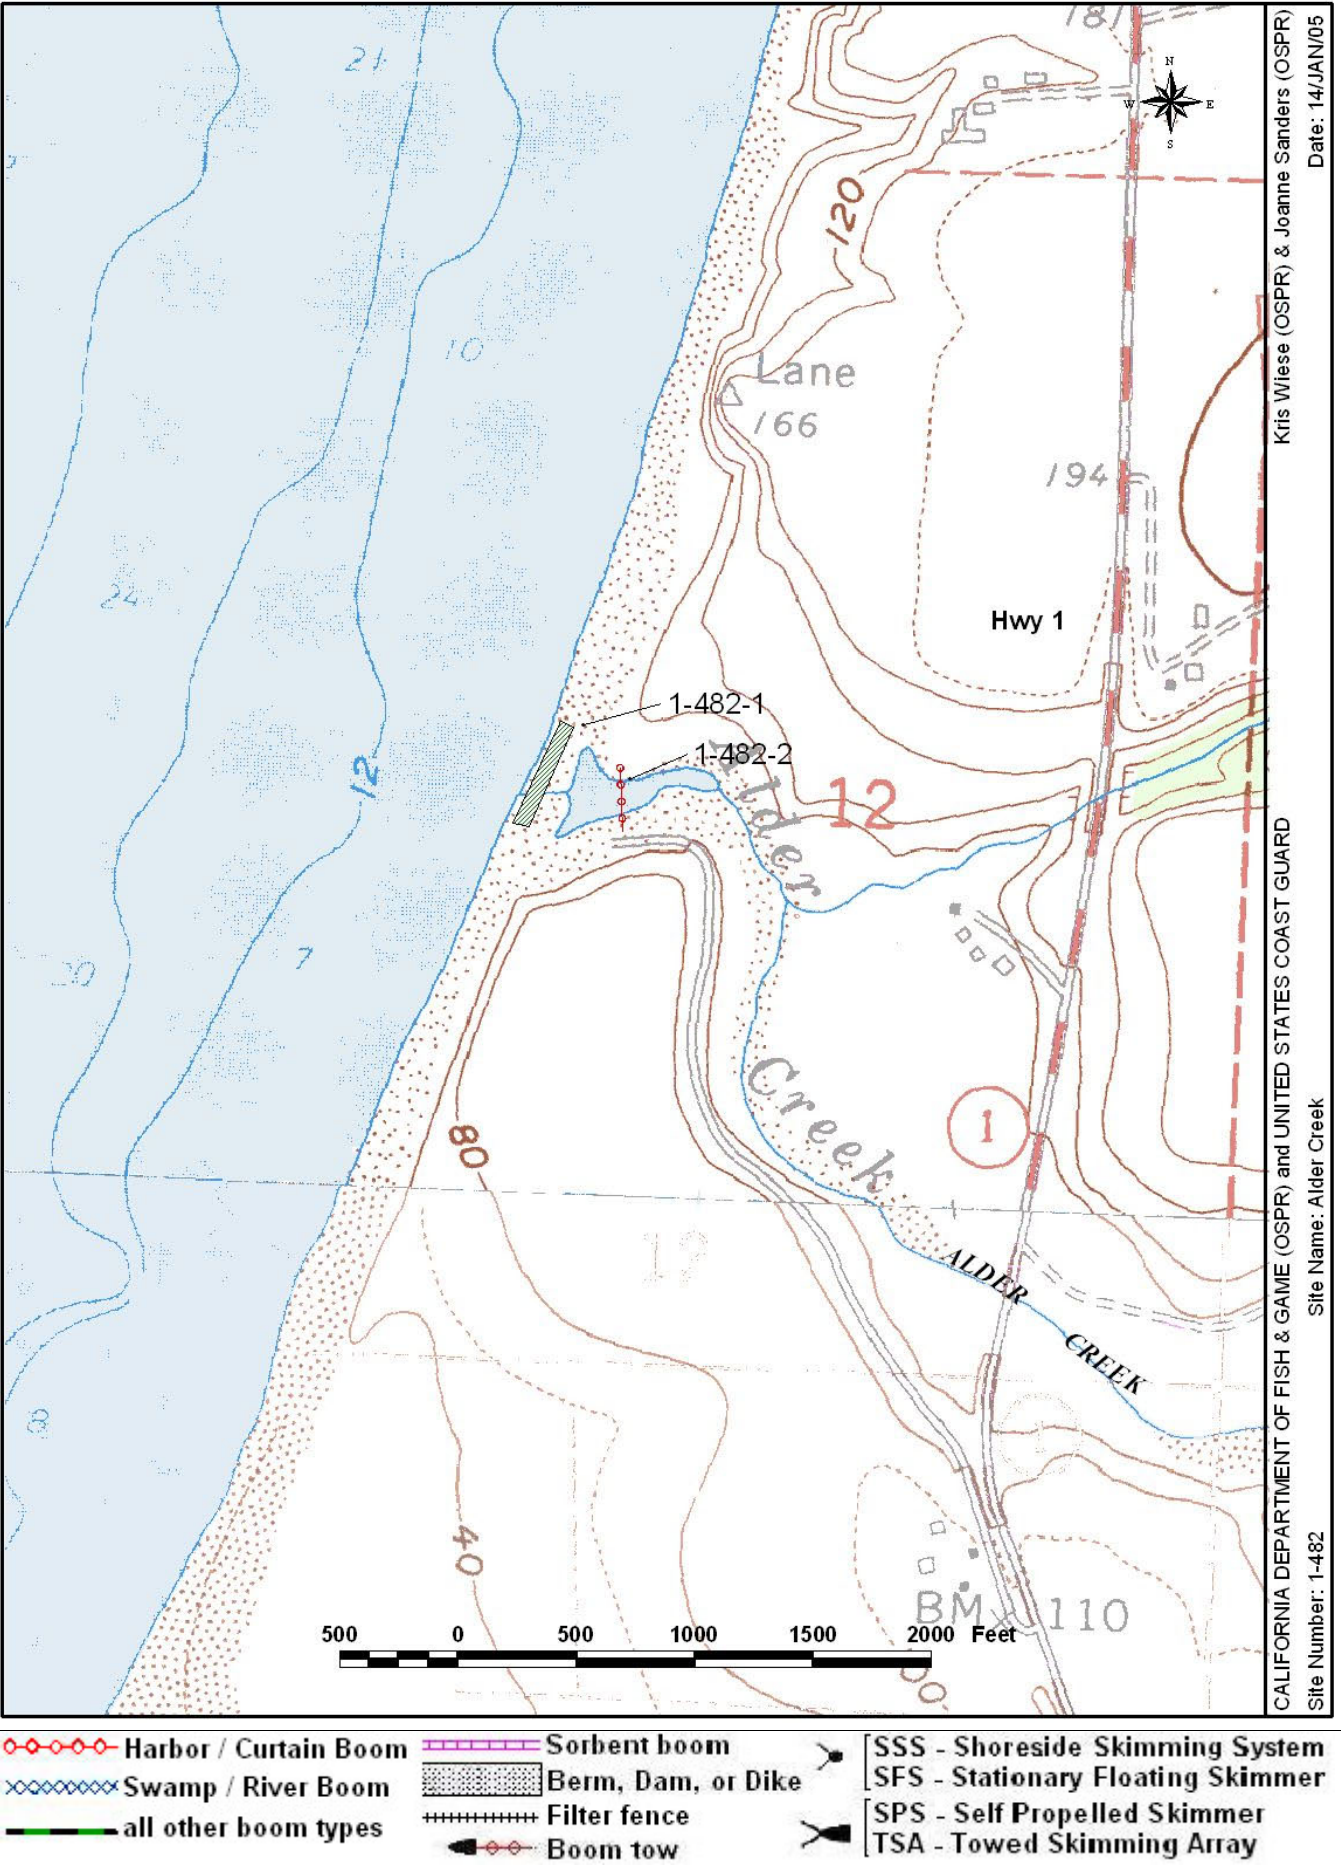 181
21
N
W E
S
120
10
Lane
166
194
24
Hwy 1
1-482-1
1-482-2
12
12
Alder
7
20
Creek
1
80
19
ALDER
CREEK
8
1
40
BM 110
500 0 500 1000 1500 2000 Feet
CALIFORNIA DEPARTMENT OF FISH & GAME (OSPR) and UNITED STATES COAST GUARD Kris Wiese (OSPR) & Joanne Sanders (OSPR)
Site Number: 1-482 Site Name: Alder Creek Date: 14/JAN/05
Harbor / Curtain Boom
Swamp / River Boom
all other boom types
Sorbent boom
Berm, Dam, or Dike
Filter fence
Boom tow
SSS - Shoreside Skimming System
SFS - Stationary Floating Skimmer
SPS - Self Propelled Skimmer
TSA - Towed Skimming Array